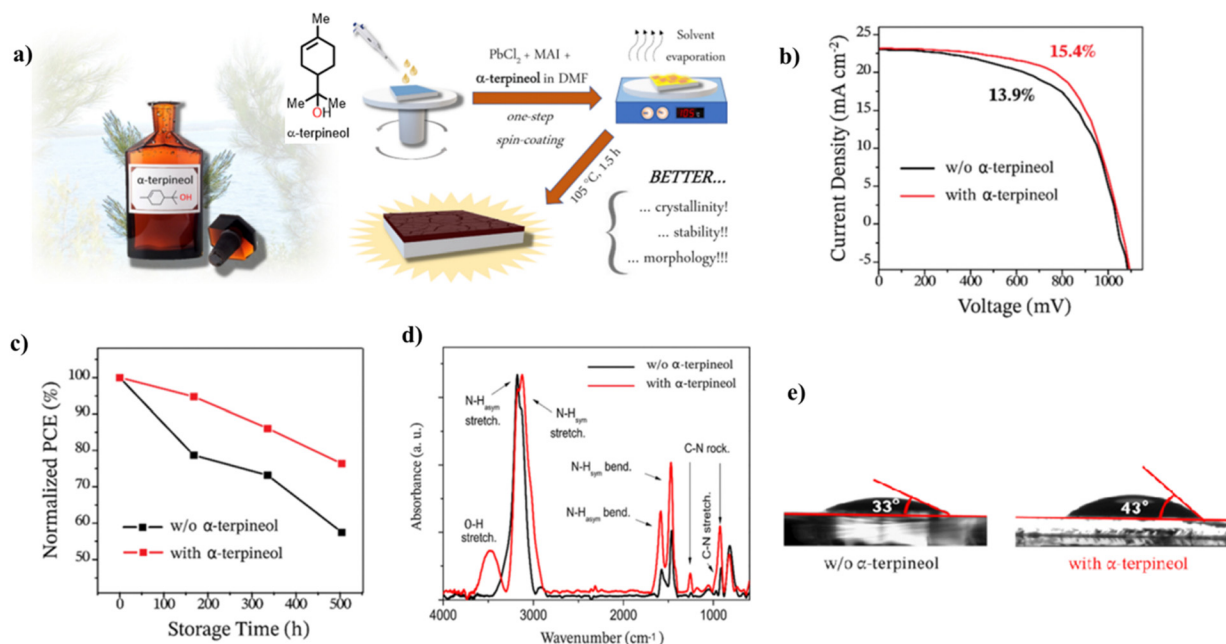 a)
Me
Me
Me
OH
α-terpineol
α-terpineol
OH
PbCl2 + MAI +
α-terpineol in DMF
one-step
spin-coating
Solvent
evaporation
105 °C, 1.5 h
BETTER...
... crystallinity!
... stability!!
... morphology!!!
b)
Current Density (mA cm-2)
25
20
15
10
5
0
-5
15.4%
13.9%
w/o α-terpineol
with α-terpineol
0 200 400 600 800 1000
Voltage (mV)
c)
Normalized PCE (%)
100
90
80
70
60
50
w/o α-terpineol
with α-terpineol
0 100 200 300 400 500
Storage Time (h)
d)
Absorbance (a. u.)
w/o α-terpineol
with α-terpineol
N-Hasym
stretch.
N-Hsym
stretch.
O-H
stretch.
N-Hsym bend.
N-Hasym bend.
C-N rock.
C-N stretch.
4000 3000 2000 1000
Wavenumber (cm-1)
e)
33°
w/o α-terpineol
43°
with α-terpineol